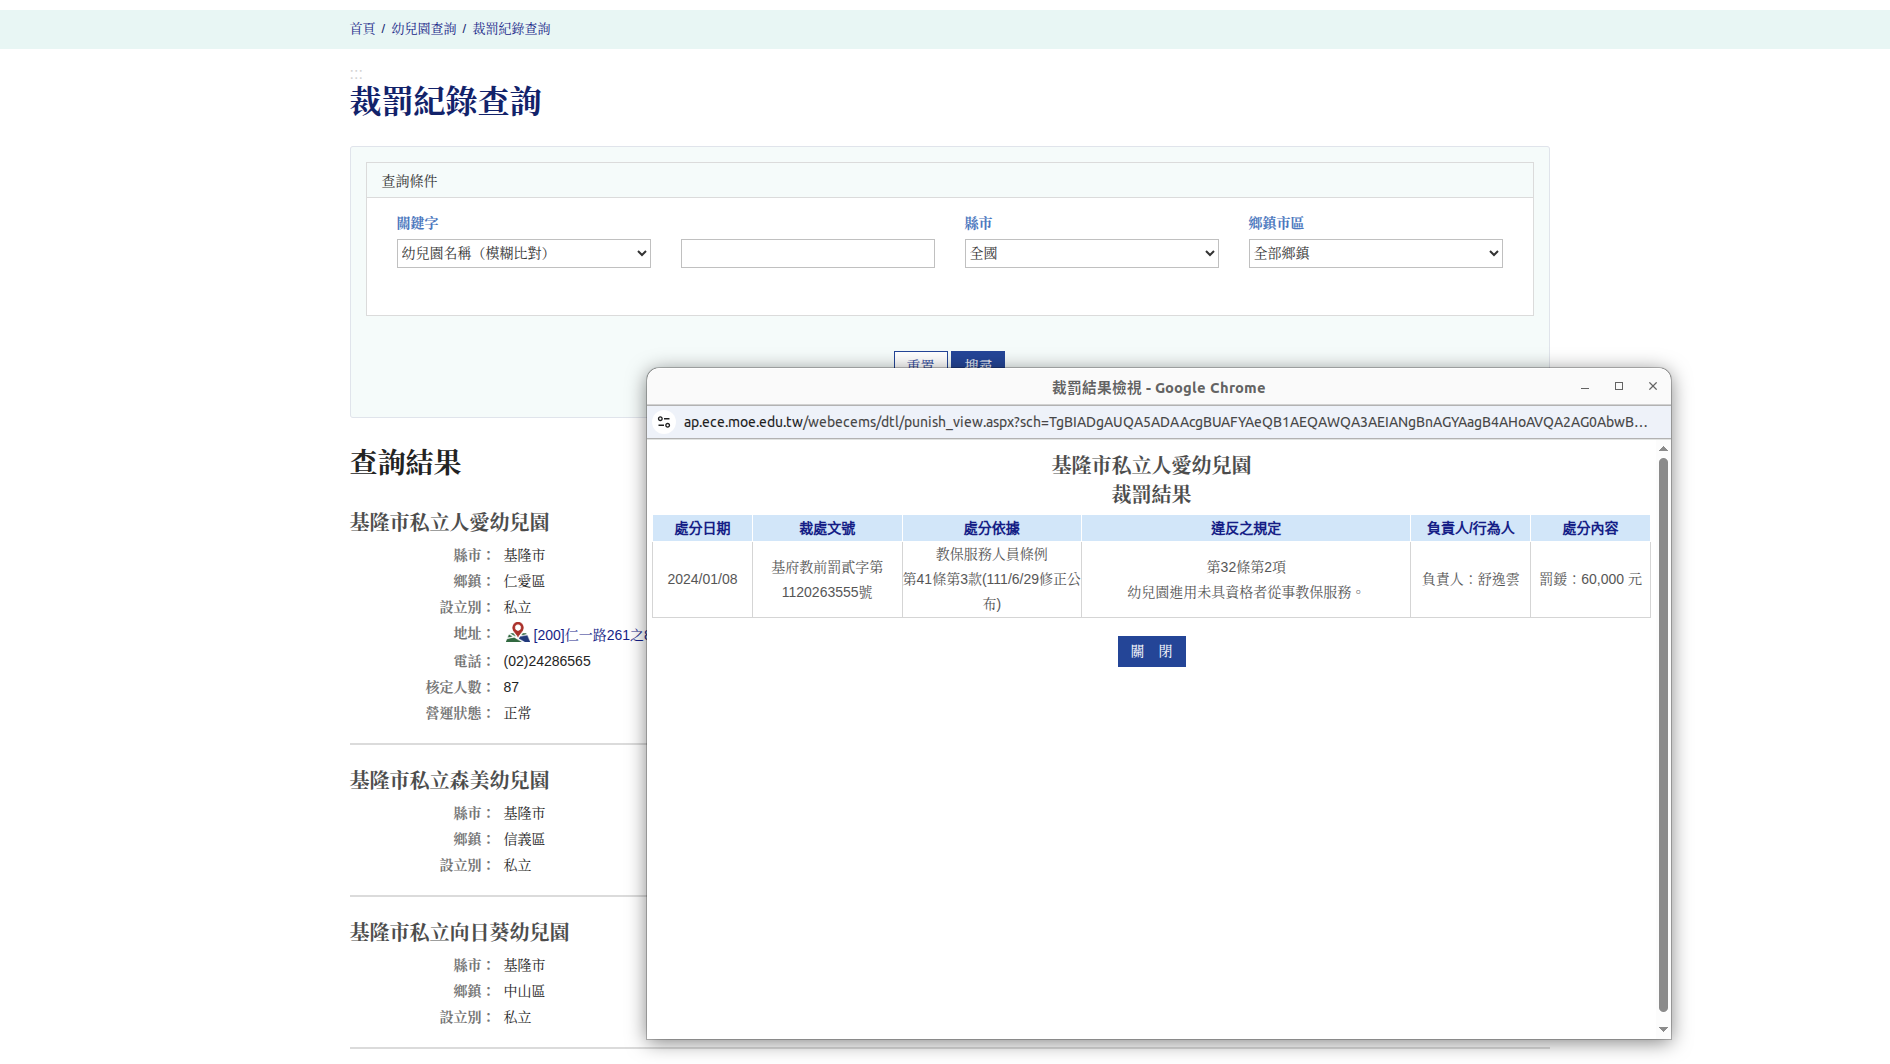 首頁 / 幼兒園查詢 / 裁罰紀錄查詢
:::
裁罰紀錄查詢
查詢條件
關鍵字 縣市 鄉鎮市區
幼兒園名稱（模糊比對） 全國 全部鄉鎮
重置 搜尋
查詢結果
基隆市私立人愛幼兒園
縣市： 基隆市
鄉鎮： 仁愛區
設立別： 私立
地址： [200]仁一路261之8
電話： (02)24286565
核定人數： 87
營運狀態： 正常
基隆市私立森美幼兒園
縣市： 基隆市
鄉鎮： 信義區
設立別： 私立
基隆市私立向日葵幼兒園
縣市： 基隆市
鄉鎮： 中山區
設立別： 私立
裁罰結果檢視 - Google Chrome
ap.ece.moe.edu.tw/webecems/dtl/punish_view.aspx?sch=TgBIADgAUQA5ADAAcgBUAFYAeQB1AEQAWQA3AEIANgBnAGYAagB4AHoAVQA2AG0AbwB...
基隆市私立人愛幼兒園
裁罰結果
處分日期 裁處文號 處分依據 違反之規定 負責人/行為人 處分內容
2024/01/08
基府教前罰貳字第
1120263555號
教保服務人員條例
第41條第3款(111/6/29修正公
布)
第32條第2項
幼兒園進用未具資格者從事教保服務。
負責人：舒逸雲
罰鍰：60,000 元
關 閉